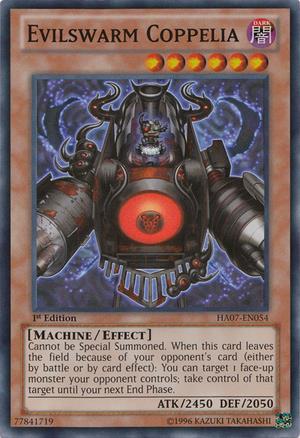 EVILSWARM COPPELIA
DARK
闇
1st Edition
HA07-EN054
[MACHINE / EFFECT]
Cannot be Special Summoned. When this card leaves
the field because of your opponent's card (either
by battle or by card effect): You can target 1 face-up
monster your opponent controls; take control of that
target until your next End Phase.
ATK/2450 DEF/2050
77841719
©1996 KAZUKI TAKAHASHI